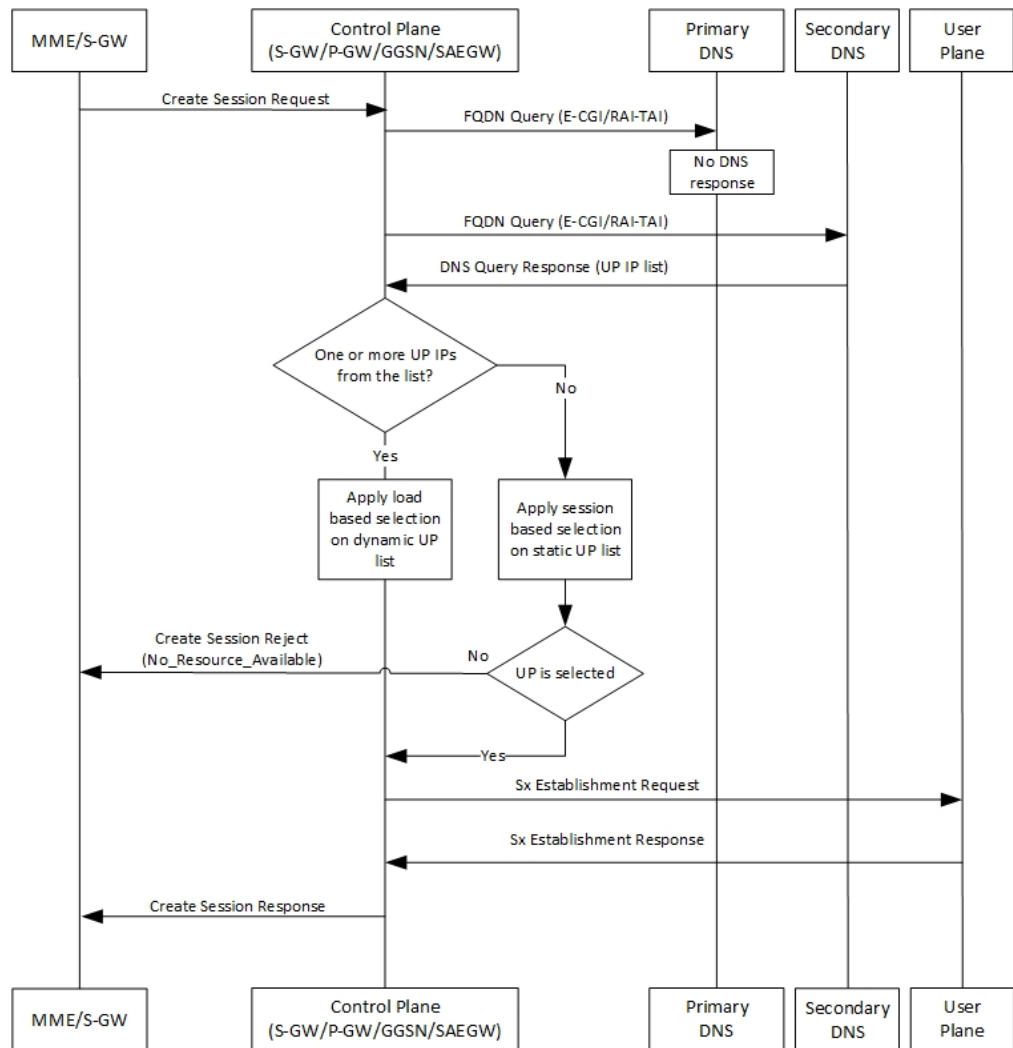 MME/S-GW
Control Plane
(S-GW/P-GW/GGSN/SAEGW)
Primary
DNS
Secondary
DNS
User
Plane
Create Session Request
FQDN Query (E-CGI/RAI-TAI)
No DNS
response
FQDN Query (E-CGI/RAI-TAI)
DNS Query Response (UP IP list)
One or more UP IPs
from the list?
No
Yes
Apply load
based selection
on dynamic UP
list
Apply session
based selection
on static UP list
Create Session Reject
(No_Resource_Available)
No
UP is selected
Yes
Sx Establishment Request
Sx Establishment Response
Create Session Response
MME/S-GW
Control Plane
(S-GW/P-GW/GGSN/SAEGW)
Primary
DNS
Secondary
DNS
User
Plane